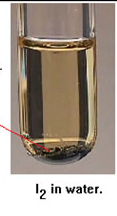 I₂ in water.